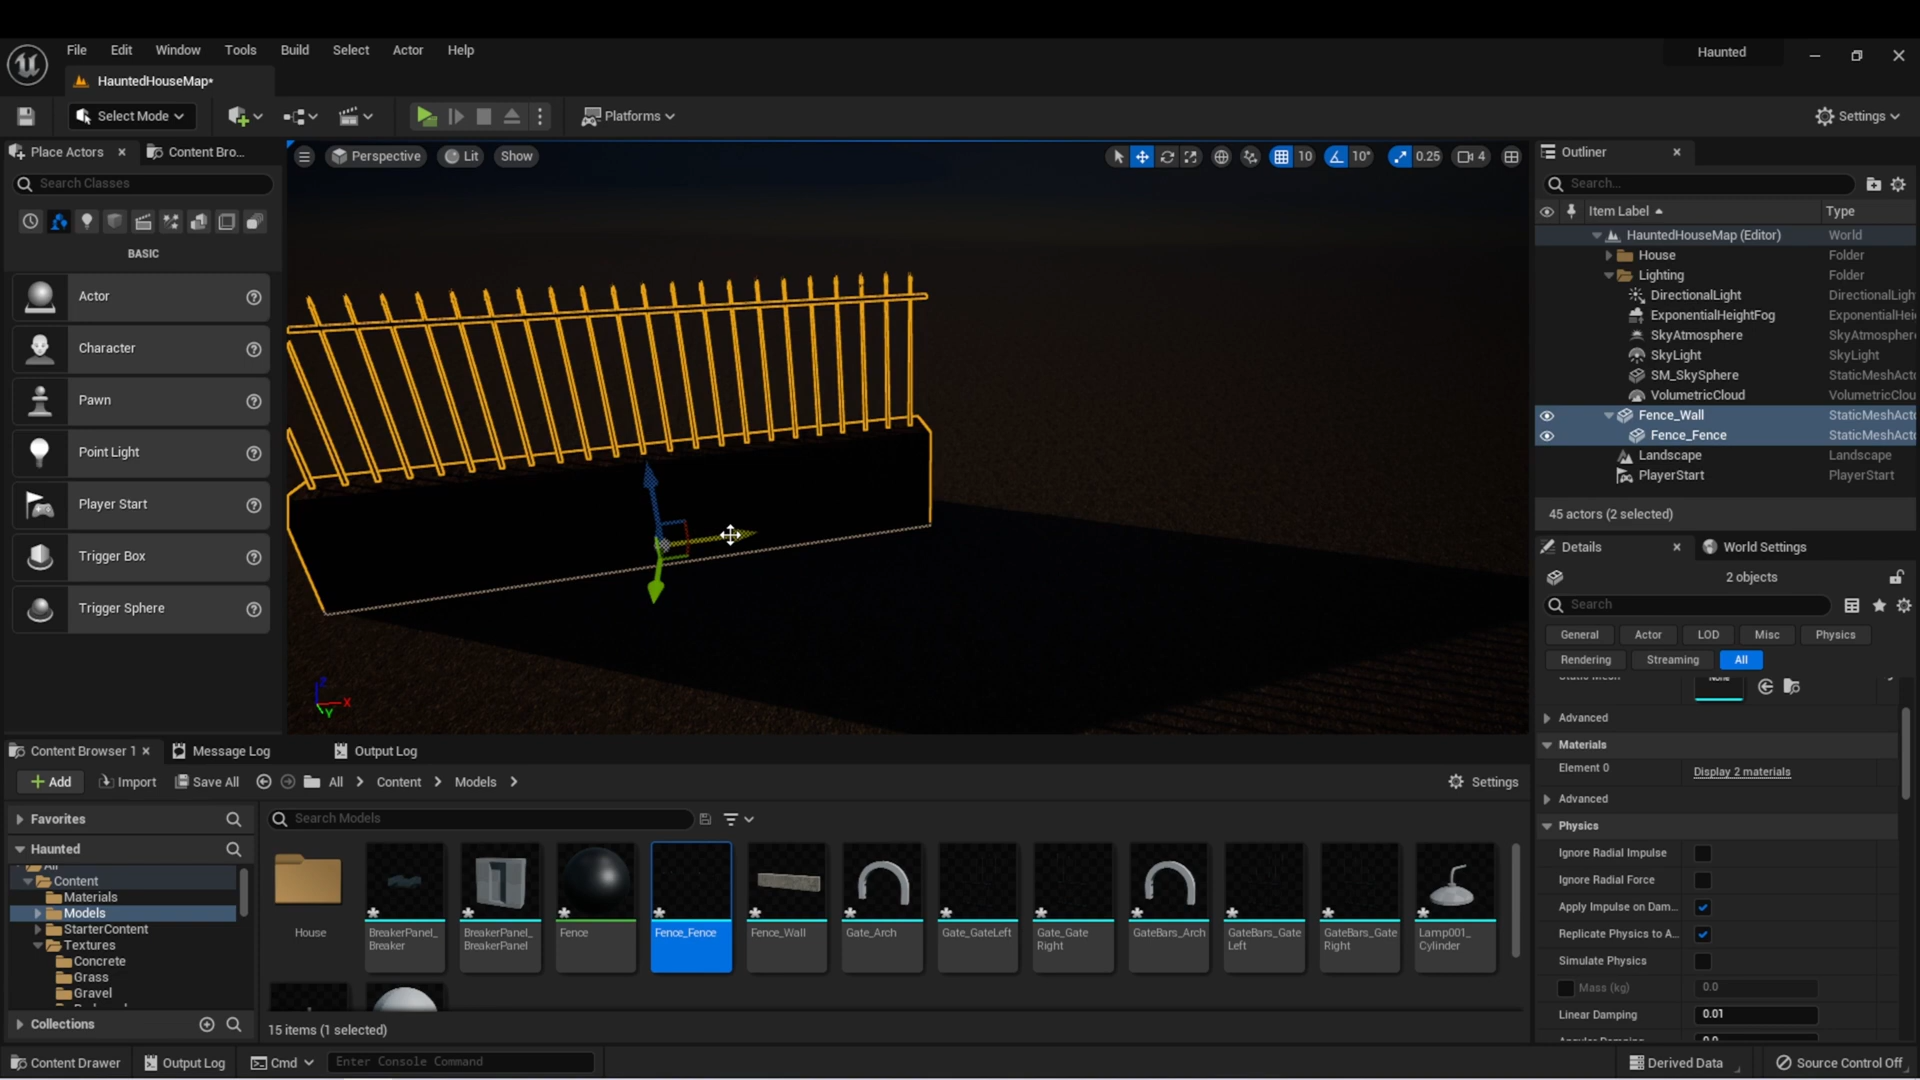 File Edit Window Tools Build Select Actor Help
Haunted
HauntedHouseMap*
Select Mode
Platforms
Settings
Place Actors
Content Bro...
Search Classes
BASIC
Actor
Character
Pawn
Point Light
Player Start
Trigger Box
Trigger Sphere
Perspective Lit Show
10 10° 0.25 4
Z
X
Y
Outliner
Search...
Item Label Type
HauntedHouseMap (Editor) World
House Folder
Lighting Folder
DirectionalLight DirectionalLigh
ExponentialHeightFog ExponentialHei
SkyAtmosphere SkyAtmospher
SkyLight SkyLight
SM_SkySphere StaticMeshAct
VolumetricCloud VolumetricClou
Fence_Wall StaticMeshActo
Fence_Fence StaticMeshActo
Landscape Landscape
PlayerStart PlayerStart
45 actors (2 selected)
Details World Settings
2 objects
Search
General Actor LOD Misc Physics
Rendering Streaming All
Static Mesh None
Advanced
Materials
Element 0 Display 2 materials
Advanced
Physics
Ignore Radial Impulse
Ignore Radial Force
Apply Impulse on Dam...
Replicate Physics to A...
Simulate Physics
Mass (kg) 0.0
Linear Damping 0.01
Angular Damping 0.0
Content Browser 1 Message Log Output Log
Add Import Save All All Content Models Settings
Favorites
Haunted
All
Content
Materials
Models
StarterContent
Textures
Concrete
Grass
Gravel
Collections
Search Models
House
BreakerPanel_
Breaker
BreakerPanel_
BreakerPanel
Fence
Fence_Fence
Fence_Wall
Gate_Arch
Gate_GateLeft
Gate_Gate
Right
GateBars_Arch
GateBars_Gate
Left
GateBars_Gate
Right
Lamp001_
Cylinder
15 items (1 selected)
Content Drawer Output Log Cmd Enter Console Command
Derived Data Source Control Off